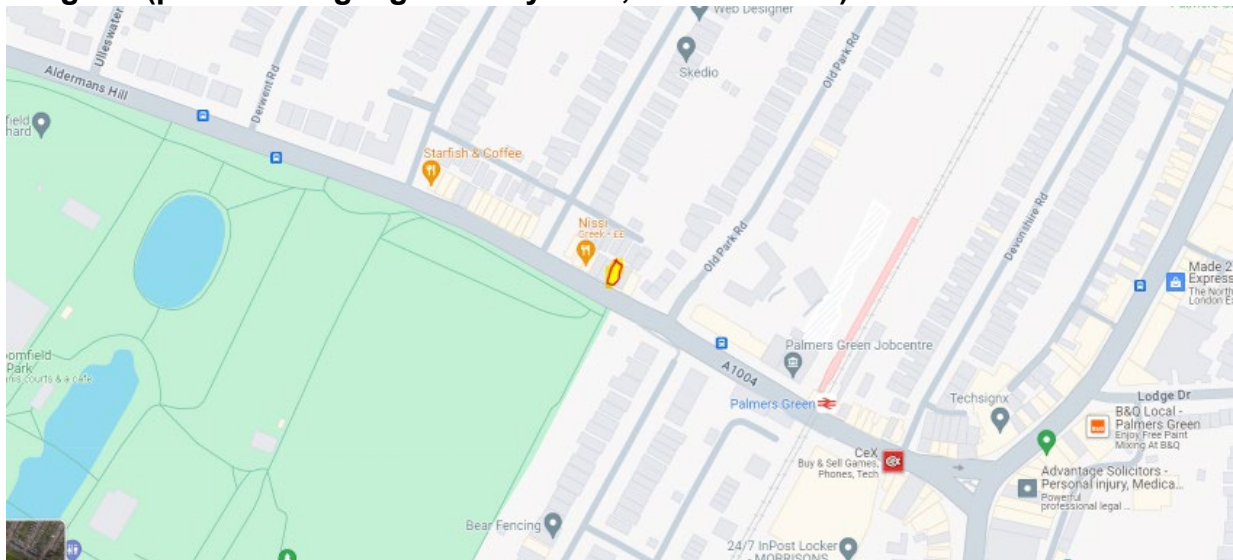 Web Designer
Ulleswater
Skedio
Old Park Rd
Aldermans Hill
Derwent Rd
Starfish & Coffee
Nissi
Greek - ££
Old Park Rd
Devonshire Rd
Made 2
Express
The North
London Ex
Palmers Green Jobcentre
A1004
Palmers Green
Techsignx
Lodge Dr
B&Q Local -
Palmers Green
Enjoy Free Paint
Mixing At B&Q
CeX
Buy & Sell Games,
Phones, Tech
Advantage Solicitors -
Personal injury, Medica...
Powerful
professional legal ...
Park
Bear Fencing
24/7 InPost Locker
- MORRISONS